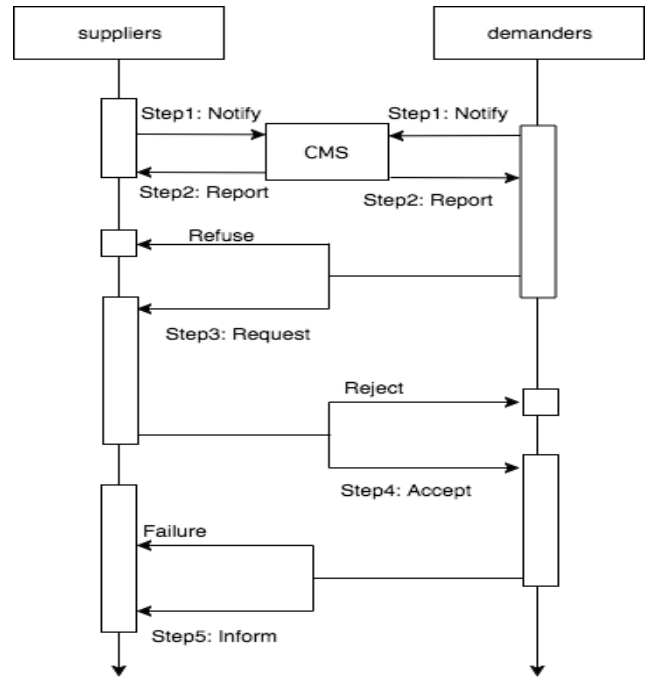 suppliers
demanders
Step1: Notify
Step1: Notify
CMS
Step2: Report
Step2: Report
Refuse
Step3: Request
Reject
Step4: Accept
Failure
Step5: Inform